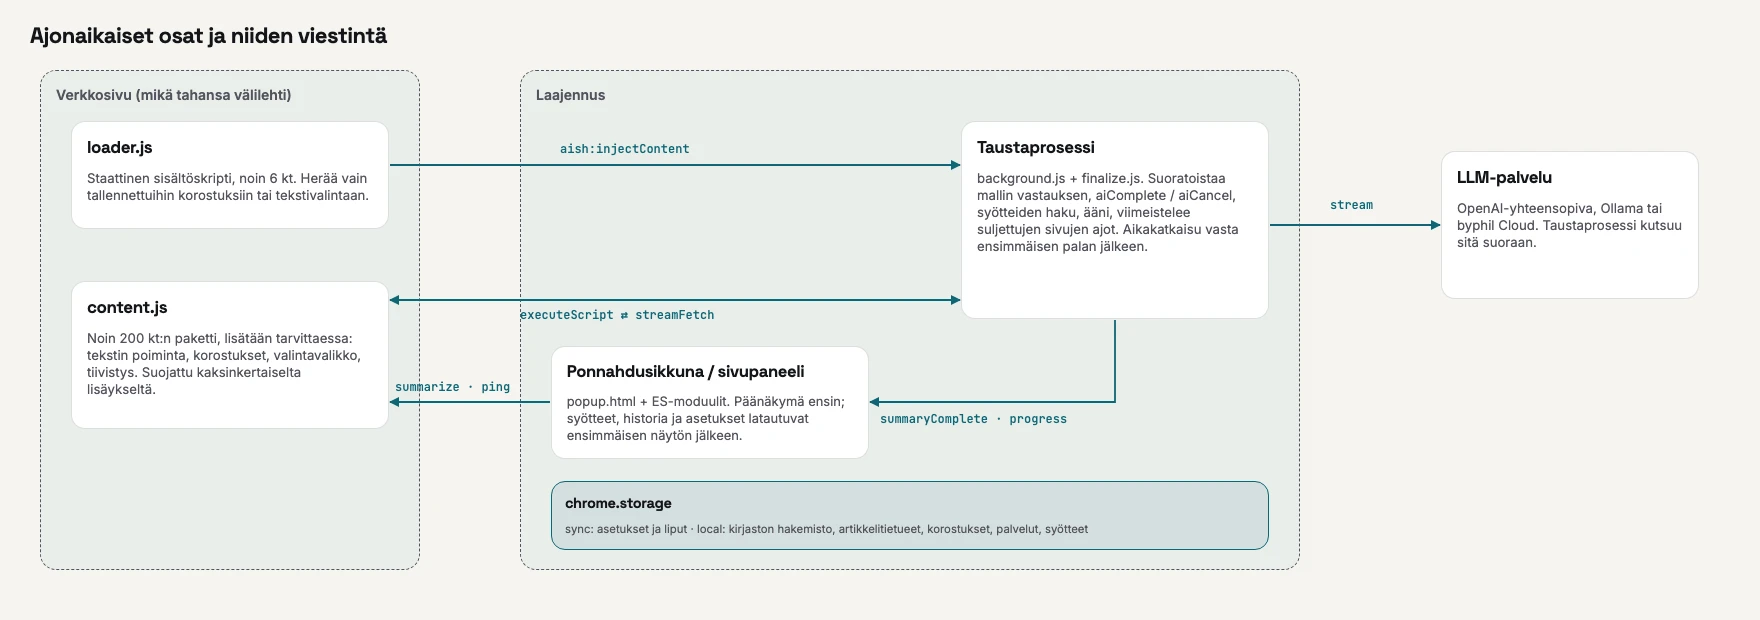 Ajonaikaiset osat ja niiden viestintä
Verkkosivu (mikä tahansa välilehti)
loader.js
Staattinen sisältöskripti, noin 6 kt. Herää vain
tallennettuihin korostuksiin tai tekstivalintaan.
content.js
Noin 200 kt:n paketti, lisätään tarvittaessa:
tekstin poiminta, korostukset, valintavalikko,
tiivistys. Suojattu kaksinkertaiselta
lisäykseltä.
Laajennus
aish:injectContent
executeScript ⇄ streamFetch
summarize · ping
Taustaprosessi
background.js + finalize.js. Suoratoistaa
mallin vastauksen, aiComplete / aiCancel,
syötteiden haku, ääni, viimeistelee
suljettujen sivujen ajot. Aikakatkaisu vasta
ensimmäisen palan jälkeen.
Ponnahdusikkuna / sivupaneeli
popup.html + ES-moduulit. Päänäkymä ensin;
syötteet, historia ja asetukset latautuvat
ensimmäisen näytön jälkeen.
summaryComplete · progress
chrome.storage
sync: asetukset ja liput · local: kirjaston hakemisto, artikkelitietueet, korostukset, palvelut, syötteet
stream
LLM-palvelu
OpenAI-yhteensopiva, Ollama tai
byphil Cloud. Taustaprosessi kutsuu
sitä suoraan.